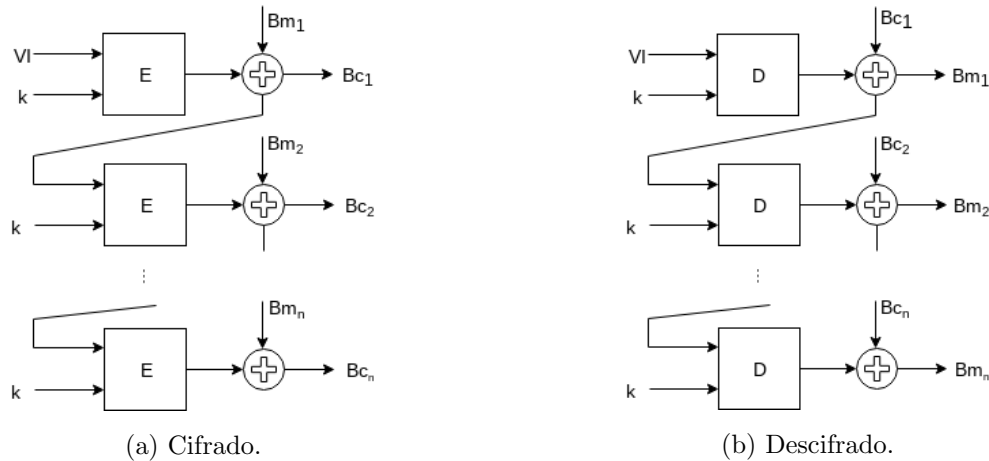 Bm1
VI
E
Bc1
k
Bm2
E
Bc2
k
⋮
Bmn
E
Bcn
k
(a) Cifrado.
Bc1
VI
D
Bm1
k
Bc2
D
Bm2
k
⋮
Bcn
D
Bmn
k
(b) Descifrado.